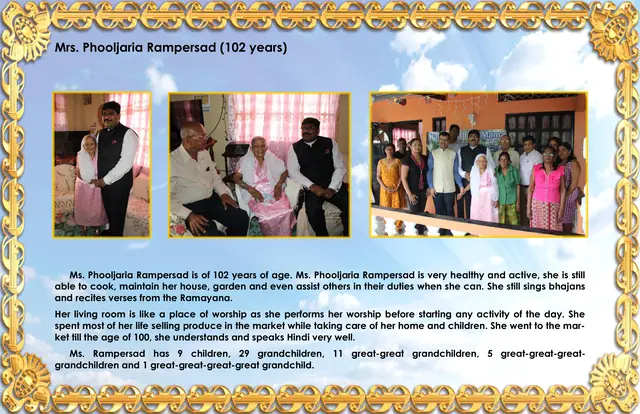 Mrs. Phooljaria Rampersad (102 years)
Ms. Phooljaria Rampersad is of 102 years of age. Ms. Phooljaria Rampersad is very healthy and active, she is still
able to cook, maintain her house, garden and even assist others in their duties when she can. She still sings bhajans
and recites verses from the Ramayana.
Her living room is like a place of worship as she performs her worship before starting any activity of the day. She
spent most of her life selling produce in the market while taking care of her home and children. She went to the mar-
ket till the age of 100, she understands and speaks Hindi very well.
Ms. Rampersad has 9 children, 29 grandchildren, 11 great-great grandchildren, 5 great-great-great-
grandchildren and 1 great-great-great-great grandchild.